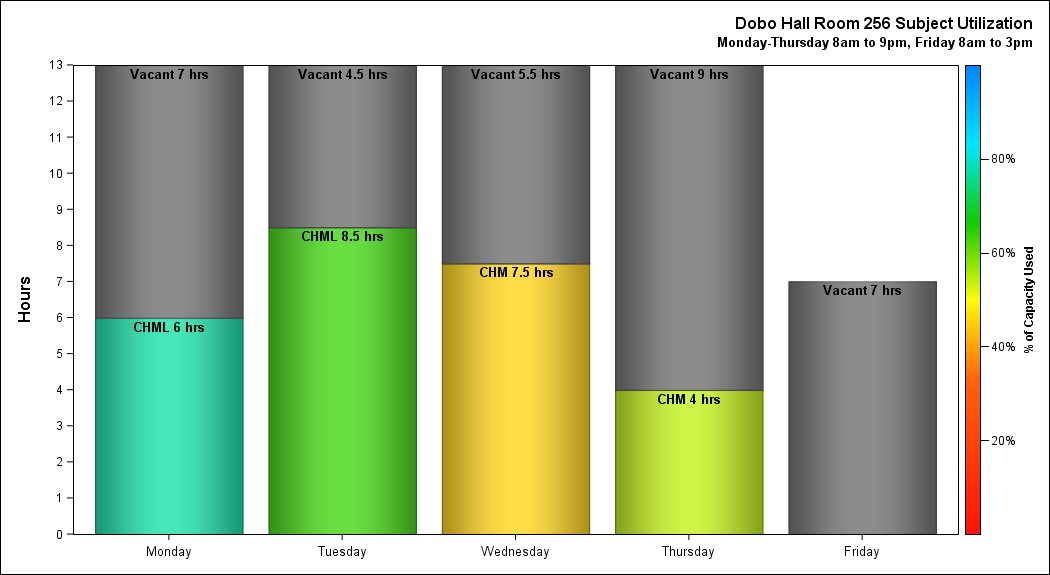 Dobo Hall Room 256 Subject Utilization
Monday-Thursday 8am to 9pm, Friday 8am to 3pm
Hours
13
12
11
10
9
8
7
6
5
4
3
2
1
0
Vacant 7 hrs
CHML 6 hrs
Vacant 4.5 hrs
CHML 8.5 hrs
Vacant 5.5 hrs
CHM 7.5 hrs
Vacant 9 hrs
CHM 4 hrs
Vacant 7 hrs
Monday
Tuesday
Wednesday
Thursday
Friday
80%
60%
40%
20%
% of Capacity Used